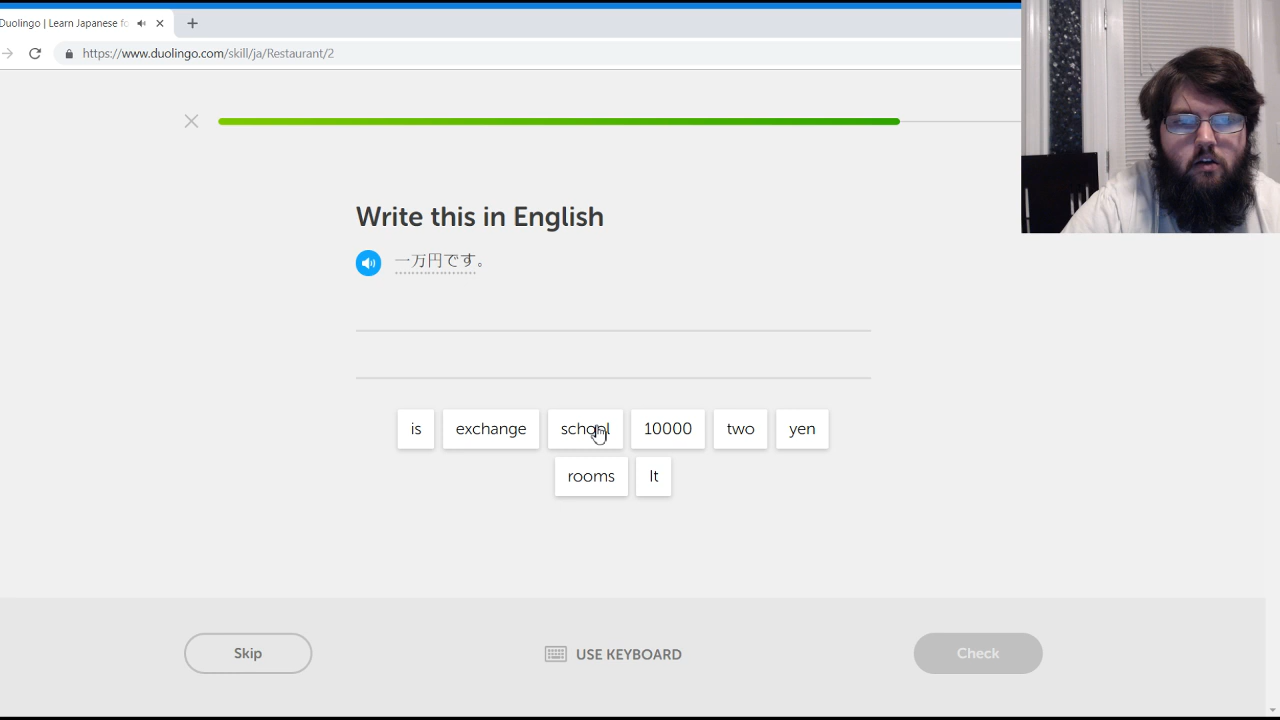 Duolingo | Learn Japanese fo
https://www.duolingo.com/skill/ja/Restaurant/2
Write this in English
一万円です。
is exchange school 10000 two yen
rooms It
Skip USE KEYBOARD Check